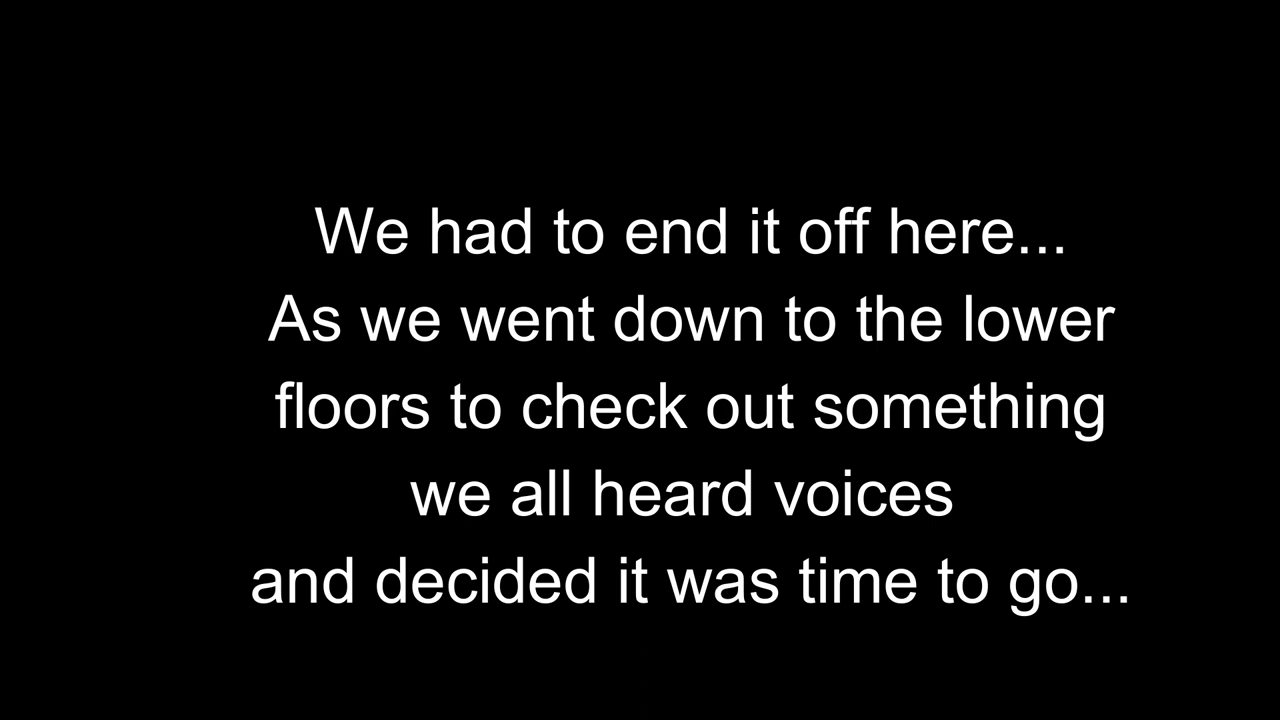 We had to end it off here...
As we went down to the lower
floors to check out something
we all heard voices
and decided it was time to go...